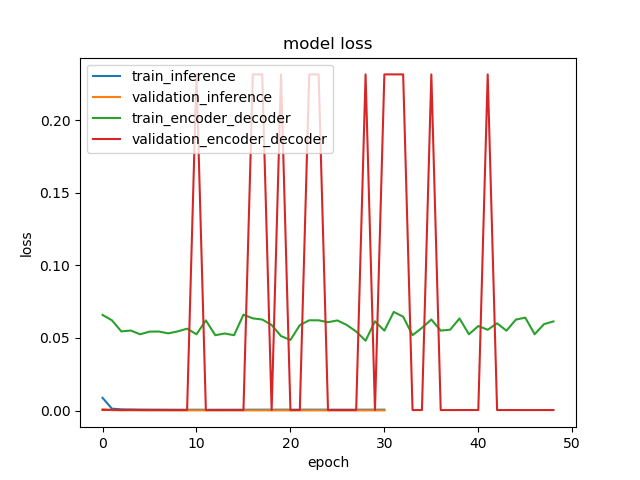 model loss
train_inference
validation_inference
train_encoder_decoder
validation_encoder_decoder
0.20
0.15
0.10
0.05
0.00
loss
0 10 20 30 40 50
epoch